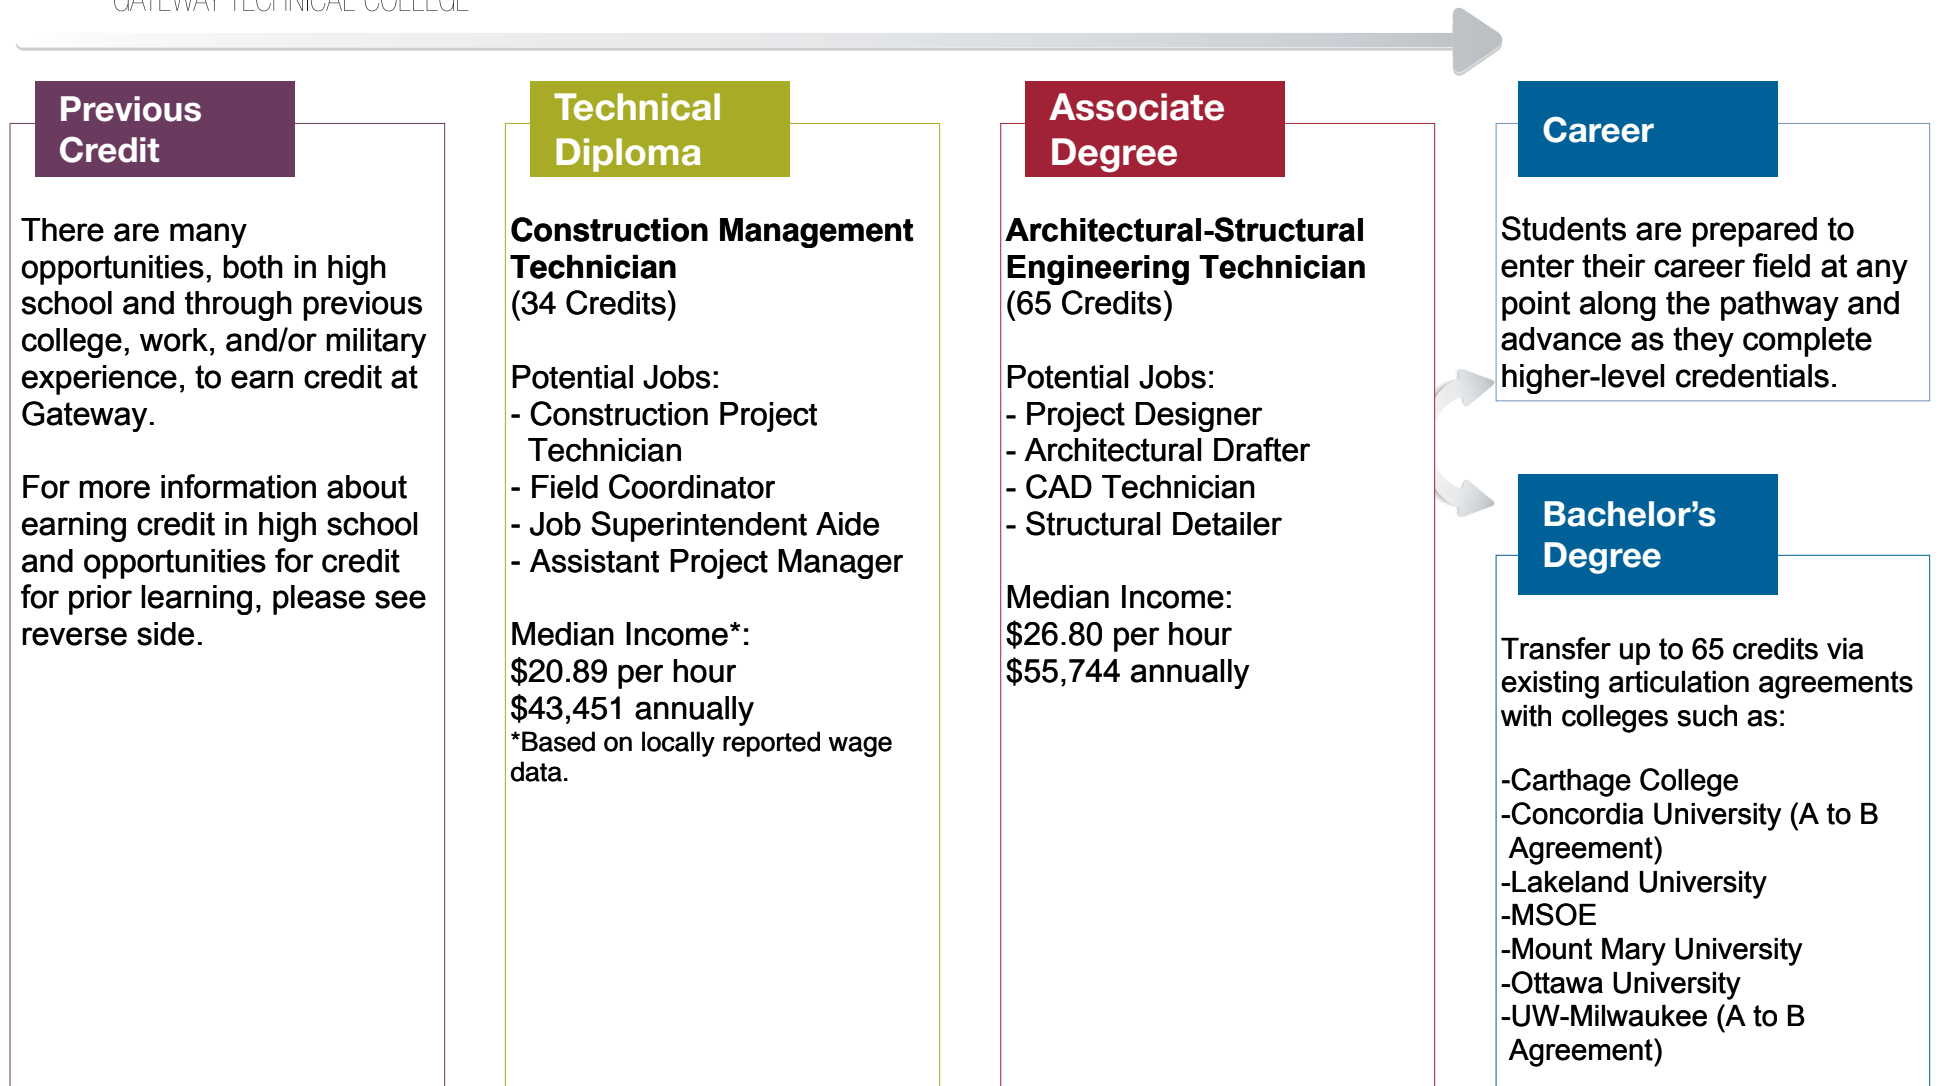 GATEWAY TECHNICAL COLLEGE
Previous
Credit
There are many
opportunities, both in high
school and through previous
college, work, and/or military
experience, to earn credit at
Gateway.
For more information about
earning credit in high school
and opportunities for credit
for prior learning, please see
reverse side.
Technical
Diploma
Construction Management
Technician
(34 Credits)
Potential Jobs:
- Construction Project
Technician
- Field Coordinator
- Job Superintendent Aide
- Assistant Project Manager
Median Income*:
$20.89 per hour
$43,451 annually
*Based on locally reported wage
data.
Associate
Degree
Architectural-Structural
Engineering Technician
(65 Credits)
Potential Jobs:
- Project Designer
- Architectural Drafter
- CAD Technician
- Structural Detailer
Median Income:
$26.80 per hour
$55,744 annually
Career
Students are prepared to
enter their career field at any
point along the pathway and
advance as they complete
higher-level credentials.
Bachelor's
Degree
Transfer up to 65 credits via
existing articulation agreements
with colleges such as:
-Carthage College
-Concordia University (A to B
Agreement)
-Lakeland University
-MSOE
-Mount Mary University
-Ottawa University
-UW-Milwaukee (A to B
Agreement)